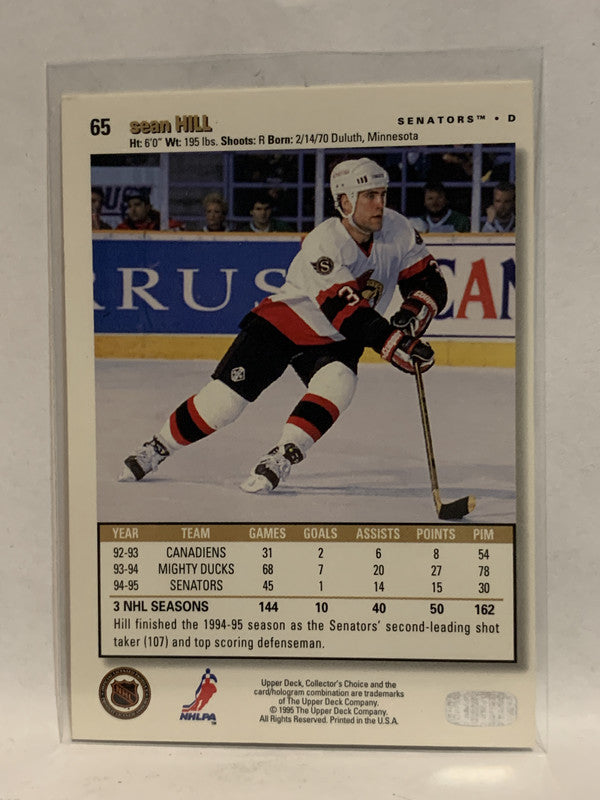 65 sean HILL SENATORS™ • D
Ht: 6'0" Wt: 195 lbs. Shoots: R Born: 2/14/70 Duluth, Minnesota
RRUS CAN
3
YEAR TEAM GAMES GOALS ASSISTS POINTS PIM
92-93 CANADIENS 31 2 6 8 54
93-94 MIGHTY DUCKS 68 7 20 27 78
94-95 SENATORS 45 1 14 15 30
3 NHL SEASONS 144 10 40 50 162
Hill finished the 1994-95 season as the Senators' second-leading shot
taker (107) and top scoring defenseman.
Upper Deck, Collector's Choice and the
card/hologram combination are trademarks
of The Upper Deck Company.
© 1995 The Upper Deck Company.
All Rights Reserved. Printed in the U.S.A.
NHL
NHLPA™